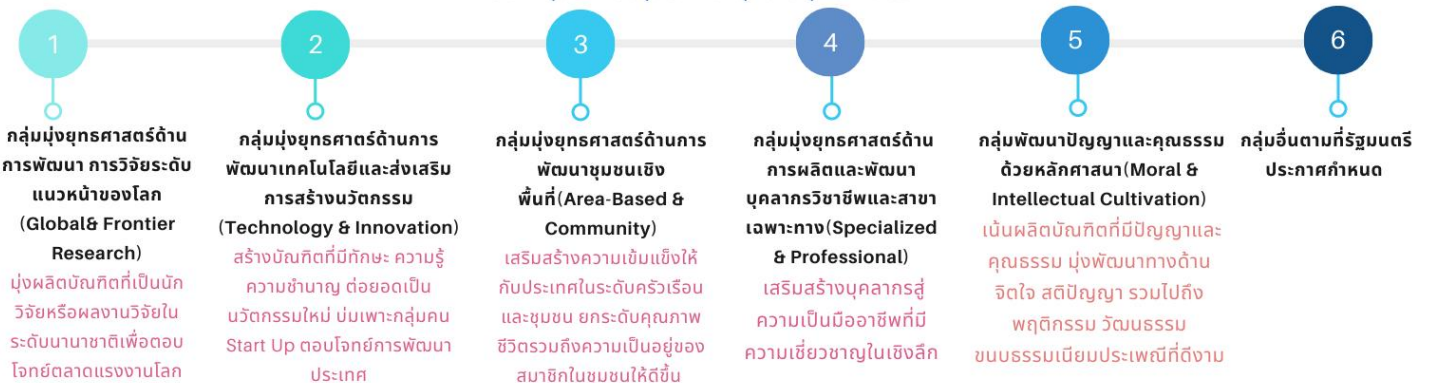 1
กลุ่มมุ่งยุทธศาสตร์ด้าน
การพัฒนา การวิจัยระดับ
แนวหน้าของโลก
(Global& Frontier
Research)
มุ่งผลิตบัณฑิตที่เป็นนัก
วิจัยหรือผลงานวิจัยใน
ระดับนานาชาติเพื่อตอบ
โจทย์ตลาดแรงงานโลก
2
กลุ่มมุ่งยุทธศาตร์ด้านการ
พัฒนาเทคโนโลยีและส่งเสริม
การสร้างนวัตกรรม
(Technology & Innovation)
สร้างบัณฑิตที่มีทักษะ ความรู้
ความชำนาญ ต่อยอดเป็น
นวัตกรรมใหม่ บ่มเพาะกลุ่มคน
Start Up ตอบโจทย์การพัฒนา
ประเทศ
3
กลุ่มมุ่งยุทธศาสตร์ด้านการ
พัฒนาชุมชนเชิง
พื้นที่(Area-Based &
Community)
เสริมสร้างความเข้มแข็งให้
กับประเทศในระดับครัวเรือน
และชุมชน ยกระดับคุณภาพ
ชีวิตรวมถึงความเป็นอยู่ของ
สมาชิกในชุมชนให้ดีขึ้น
4
กลุ่มมุ่งยุทธศาสตร์ด้าน
การผลิตและพัฒนา
บุคลากรวิชาชีพและสาขา
เฉพาะทาง(Specialized
& Professional)
เสริมสร้างบุคลากรสู่
ความเป็นมืออาชีพที่มี
ความเชี่ยวชาญในเชิงลึก
5
กลุ่มพัฒนาปัญญาและคุณธรรม
ด้วยหลักศาสนา(Moral &
Intellectual Cultivation)
เน้นผลิตบัณฑิตที่มีปัญญาและ
คุณธรรม มุ่งพัฒนาทางด้าน
จิตใจ สติปัญญา รวมไปถึง
พฤติกรรม วัฒนธรรม
ขนบธรรมเนียมประเพณีที่ดีงาม
6
กลุ่มอื่นตามที่รัฐมนตรี
ประกาศกำหนด